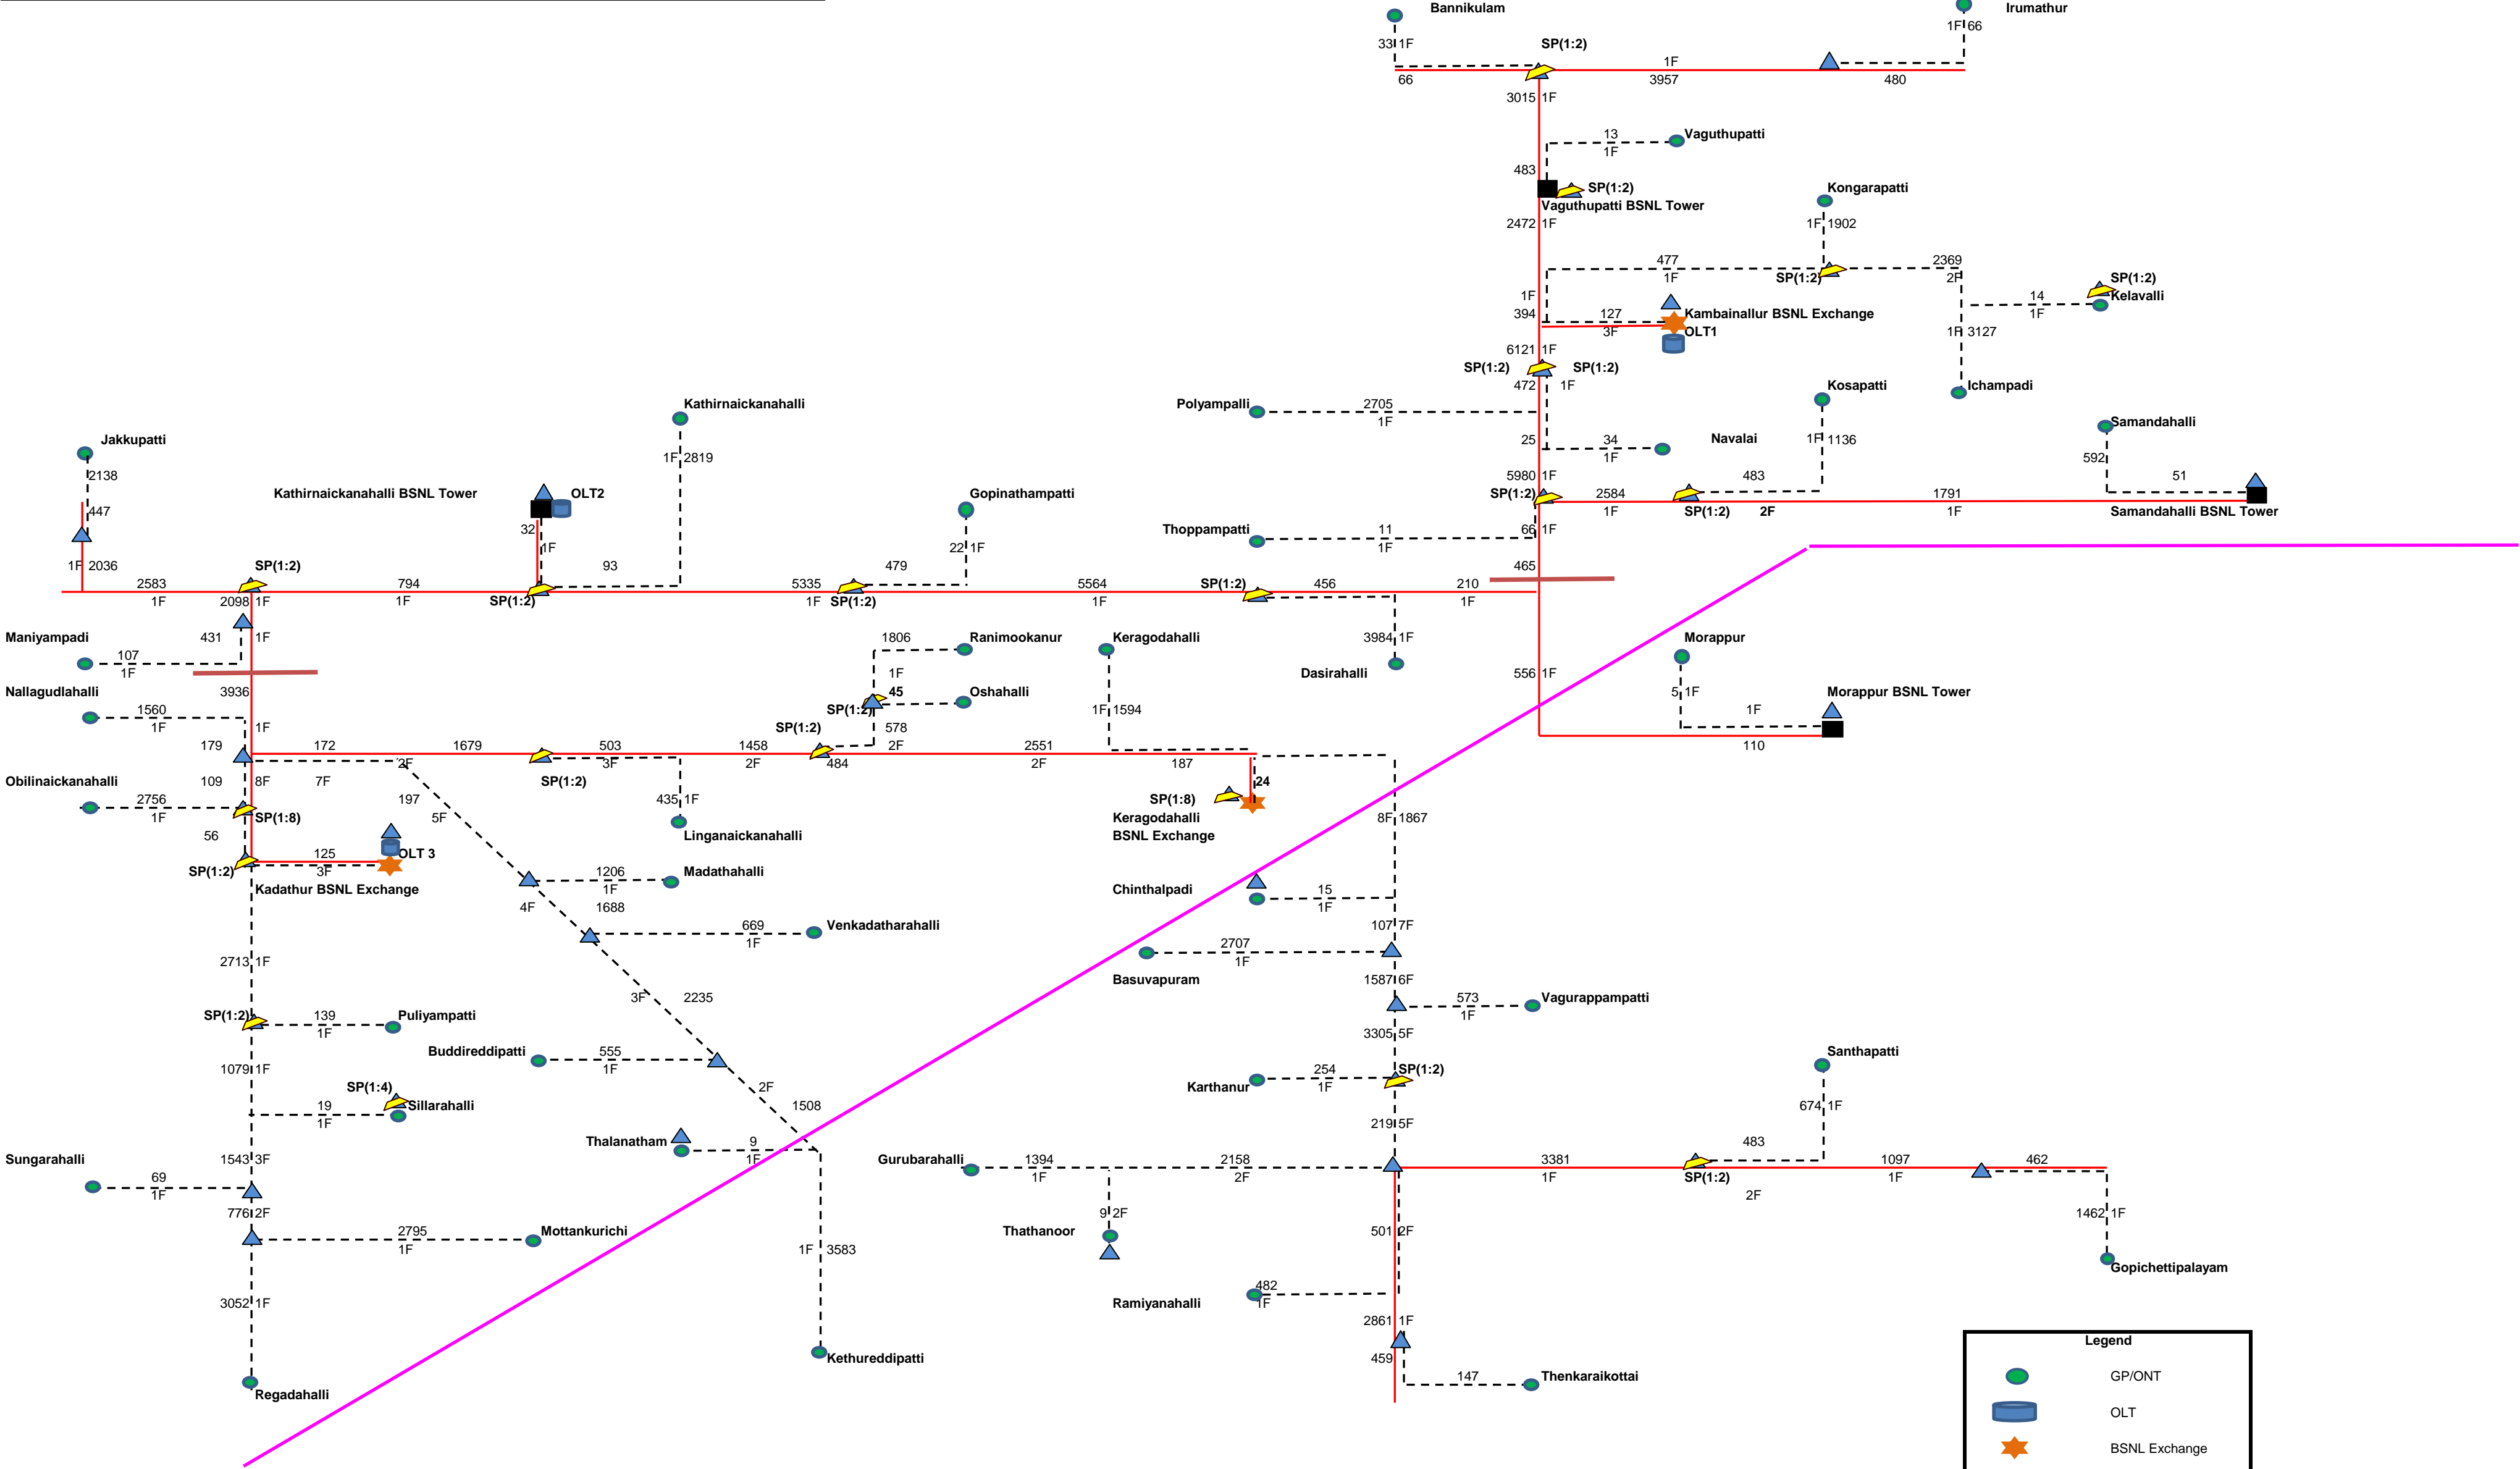 Bannikulam
Irumathur
33 1F
SP(1:2)
1F
1F 66
66
3957
480
3015 1F
13
Vaguthupatti
1F
483
SP(1:2)
Kongarapatti
Vaguthupatti BSNL Tower
2472 1F
1F 1902
477
2369
1F
SP(1:2)
2F
SP(1:2)
14
Kelavalli
1F
1F
394
127
Kambainallur BSNL Exchange
3F
OLT1
1F 3127
6121 1F
SP(1:2)
SP(1:2)
472
1F
Kosapatti
Ichampadi
Polyampalli
2705
1F
Kathirnaickanahalli
Samandahalli
Jakkupatti
25
34
Navalai
1F 1136
1F
1F 2819
592
2138
5980 1F
483
51
Kathirnaickanahalli BSNL Tower
OLT2
Gopinathampatti
SP(1:2)
2584
1791
447
1F
SP(1:2)
2F
1F
Samandahalli BSNL Tower
32
Thoppampatti
11
66 1F
1F
22 1F
1F
1F 2036
SP(1:2)
93
479
465
2583
794
5335
5564
SP(1:2)
456
210
1F
2098 1F
1F
SP(1:2)
1F
SP(1:2)
1F
1F
Maniyampadi
431
1F
1806
Ranimookanur
Keragodahalli
3984 1F
Morappur
107
1F
1F
Dasirahalli
556 1F
Nallagudlahalli
3936
45
Oshahalli
5 1F
Morappur BSNL Tower
1560
SP(1:2)
1F 1594
1F
1F
1F
SP(1:2)
578
179
172
1679
503
1458
2F
2551
110
2F
3F
2F
484
2F
187
Obilinaickanahalli
109
8F
7F
SP(1:2)
24
2756
197
435 1F
SP(1:8)
1F
SP(1:8)
5F
Keragodahalli
8F 1867
56
Linganaickanahalli
BSNL Exchange
125
OLT 3
SP(1:2)
3F
1206
Madathahalli
Kadathur BSNL Exchange
1F
Chinthalpadi
15
1F
4F
1688
669
Venkadatharahalli
107 7F
1F
2707
2713 1F
1F
Basuvapuram
1587 6F
3F
2235
573
Vagurappampatti
1F
SP(1:2)
139
Puliyampatti
1F
3305 5F
Buddireddipatti
555
Santhapatti
1F
1079 1F
254
SP(1:2)
SP(1:4)
2F
Karthanur
1F
19
Sillarahalli
1508
674 1F
1F
219 5F
Thalanatham
9
483
Sungarahalli
1543 3F
1F
Gurubarahalli
1394
2158
3381
1097
462
69
1F
2F
1F
SP(1:2)
1F
1F
2F
776 2F
9 2F
1462 1F
2795
Mottankurichi
Thathanoor
501 2F
1F
1F 3583
Gopichettipalayam
482
3052 1F
Ramiyanahalli
1F
2861 1F
Legend
Kethureddipatti
459
147
Thenkaraikottai
GP/ONT
Regadahalli
OLT
BSNL Exchange